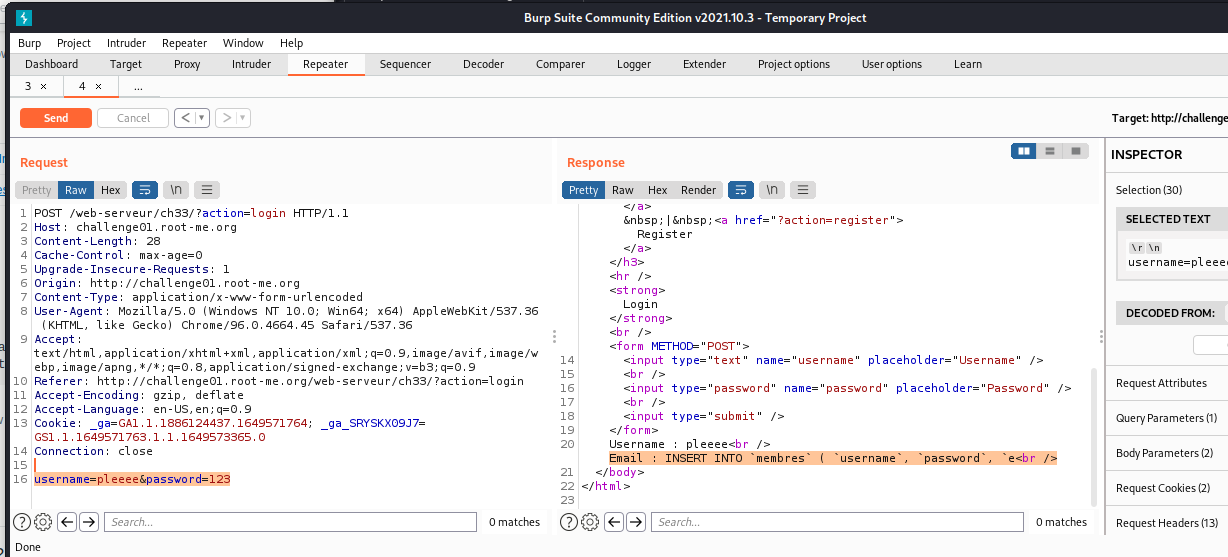 Burp Suite Community Edition v2021.10.3 - Temporary Project
Burp Project Intruder Repeater Window Help
Dashboard Target Proxy Intruder Repeater Sequencer Decoder Comparer Logger Extender Project options User options Learn
3 × 4 × ...
Send Cancel < > Target: http://challenge
Request
Pretty Raw Hex \n
1 POST /web-serveur/ch33/?action=login HTTP/1.1
2 Host: challenge01.root-me.org
3 Content-Length: 28
4 Cache-Control: max-age=0
5 Upgrade-Insecure-Requests: 1
6 Origin: http://challenge01.root-me.org
7 Content-Type: application/x-www-form-urlencoded
8 User-Agent: Mozilla/5.0 (Windows NT 10.0; Win64; x64) AppleWebKit/537.36
(KHTML, like Gecko) Chrome/96.0.4664.45 Safari/537.36
9 Accept:
text/html,application/xhtml+xml,application/xml;q=0.9,image/avif,image/w
ebp,image/apng,*/*;q=0.8,application/signed-exchange;v=b3;q=0.9
10 Referer: http://challenge01.root-me.org/web-serveur/ch33/?action=login
11 Accept-Encoding: gzip, deflate
12 Accept-Language: en-US,en;q=0.9
13 Cookie: _ga=GA1.1.1886124437.1649571764; _ga_SRYSKX09J7=
GS1.1.1649571763.1.1.1649573365.0
14 Connection: close
15
16 username=pleeee&password=123
Search... 0 matches
Response
Pretty Raw Hex Render \n
</a>
&nbsp;|&nbsp;<a href="?action=register">
Register
</a>
</h3>
<hr />
<strong>
Login
</strong>
<br />
<form METHOD="POST">
14 <input type="text" name="username" placeholder="Username" />
15 <br />
16 <input type="password" name="password" placeholder="Password" />
17 <br />
18 <input type="submit" />
19 </form>
20 Username : pleeee<br />
Email : INSERT INTO `membres` ( `username`, `password`, `e<br />
21 </body>
22 </html>
23
Search... 0 matches
INSPECTOR
Selection (30)
SELECTED TEXT
\r \n
username=pleeee
DECODED FROM:
Request Attributes
Query Parameters (1)
Body Parameters (2)
Request Cookies (2)
Request Headers (13)
Done